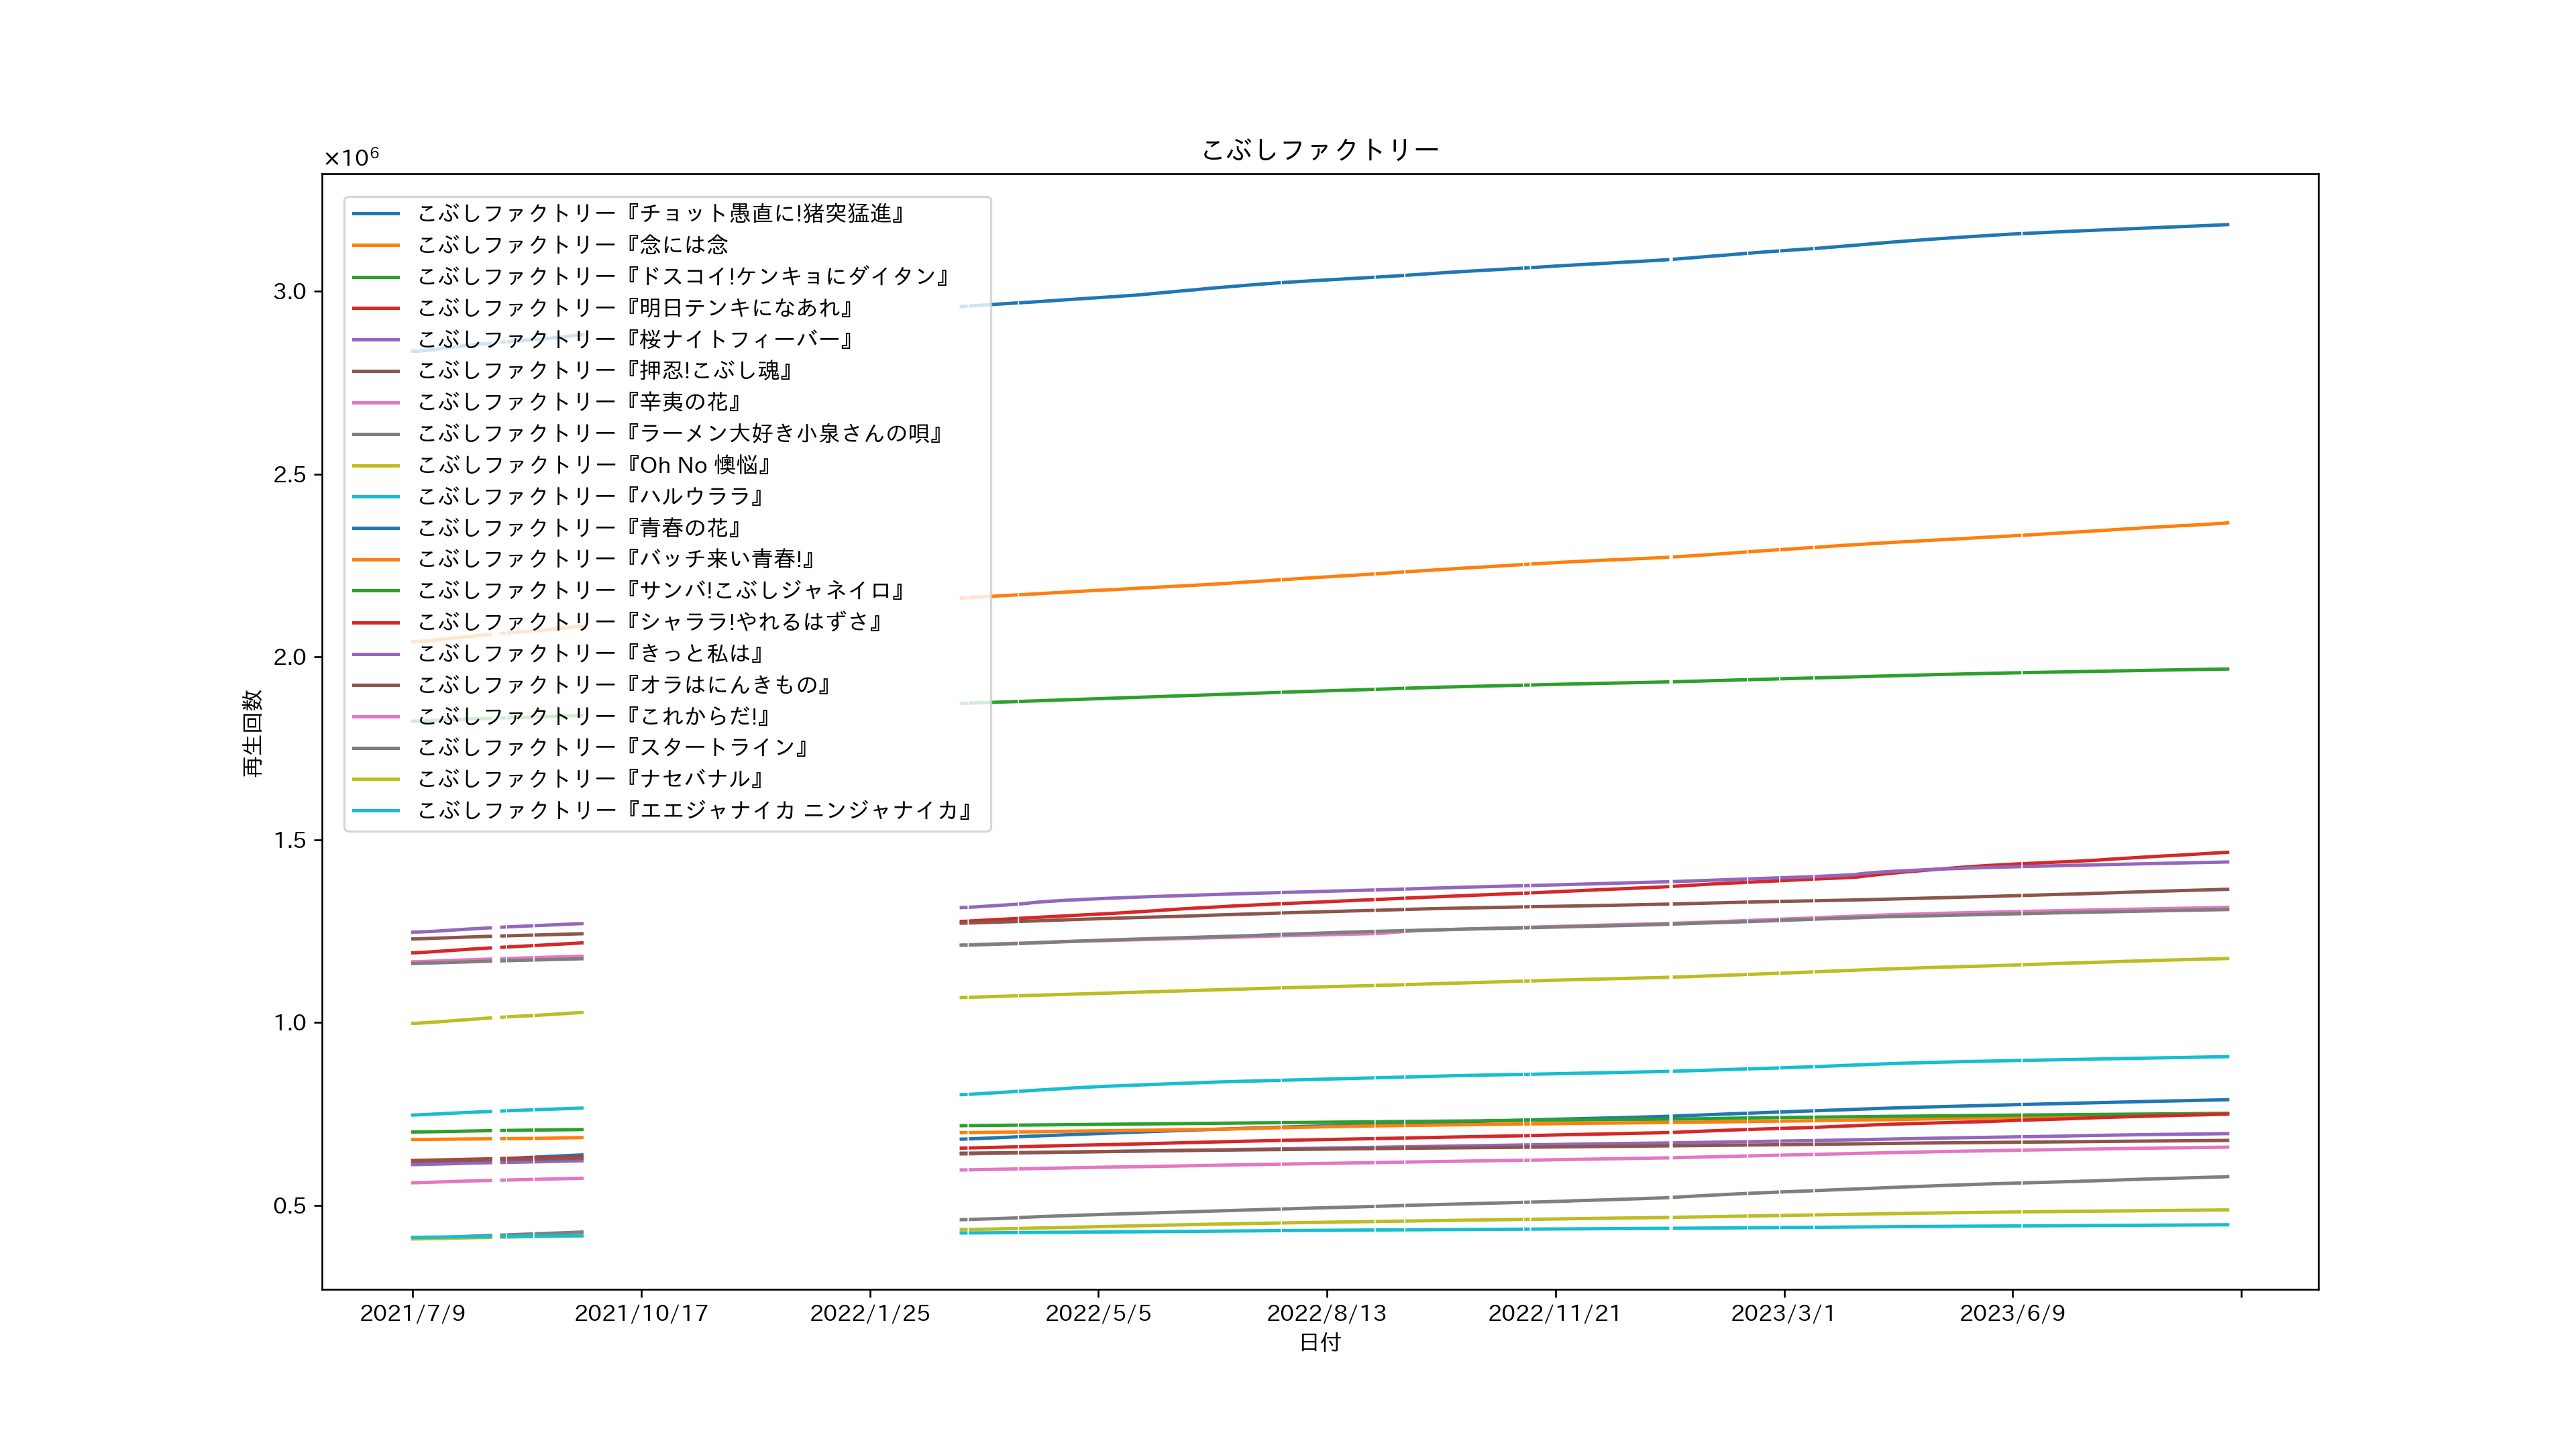 こぶしファクトリー
×10⁶
こぶしファクトリー『チョット愚直に!猪突猛進』
こぶしファクトリー『念には念
こぶしファクトリー『ドスコイ!ケンキョにダイタン』
こぶしファクトリー『明日テンキになあれ』
こぶしファクトリー『桜ナイトフィーバー』
こぶしファクトリー『押忍!こぶし魂』
こぶしファクトリー『辛夷の花』
こぶしファクトリー『ラーメン大好き小泉さんの唄』
こぶしファクトリー『Oh No 懊悩』
こぶしファクトリー『ハルウララ』
こぶしファクトリー『青春の花』
こぶしファクトリー『バッチ来い青春!』
こぶしファクトリー『サンバ!こぶしジャネイロ』
こぶしファクトリー『シャララ!やれるはずさ』
こぶしファクトリー『きっと私は』
こぶしファクトリー『オラはにんきもの』
こぶしファクトリー『これからだ!』
こぶしファクトリー『スタートライン』
こぶしファクトリー『ナセバナル』
こぶしファクトリー『エエジャナイカ ニンジャナイカ』
3.0
2.5
2.0
1.5
1.0
0.5
再生回数
2021/7/9
2021/10/17
2022/1/25
2022/5/5
2022/8/13
2022/11/21
2023/3/1
2023/6/9
日付